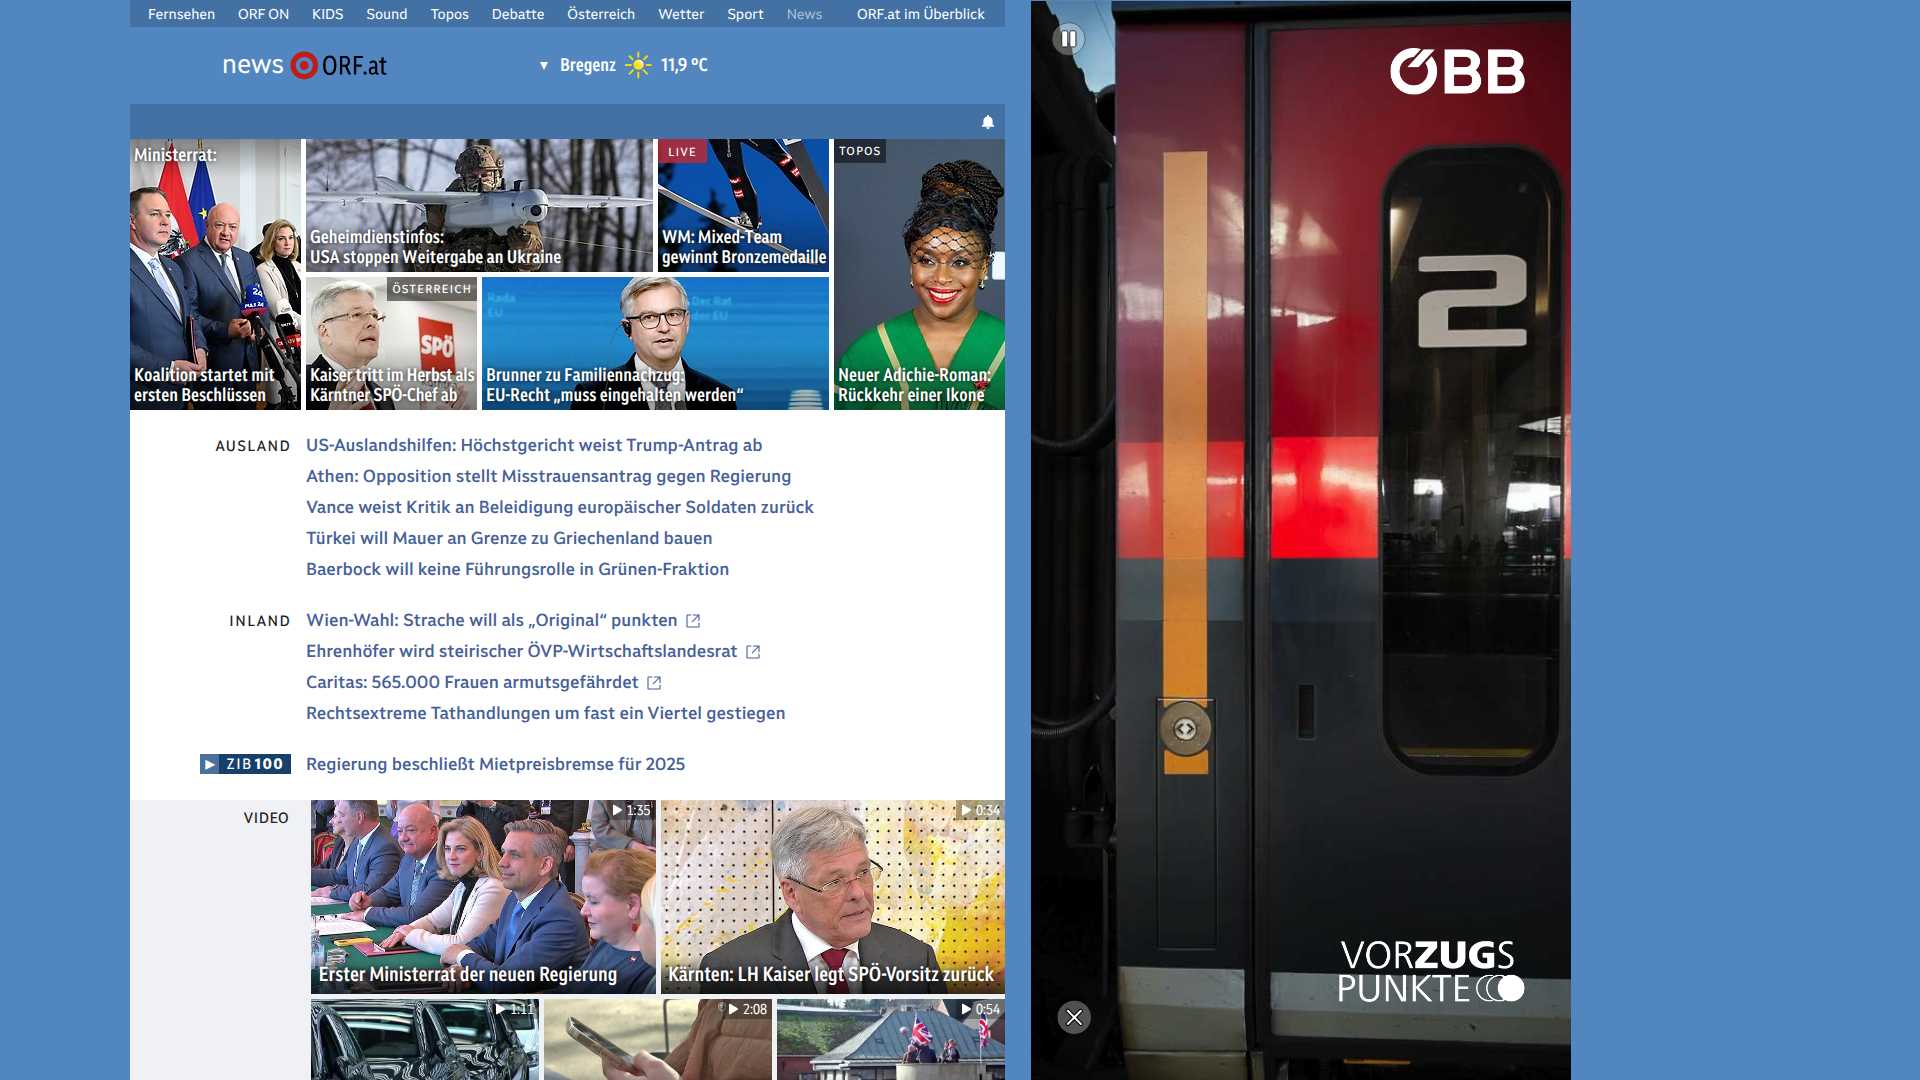 Fernsehen ORF ON KIDS Sound Topos Debatte Österreich Wetter Sport News ORF.at im Überblick
news ORF.at
Bregenz 11,9 °C
Ministerrat:
Koalition startet mit
ersten Beschlüssen
Geheimdienstinfos:
USA stoppen Weitergabe an Ukraine
LIVE
WM: Mixed-Team
gewinnt Bronzemedaille
TOPOS
Neuer Adichie-Roman:
Rückkehr einer Ikone
ÖSTERREICH
SPÖ
Kaiser tritt im Herbst als
Kärntner SPÖ-Chef ab
Brunner zu Familiennachzug:
EU-Recht „muss eingehalten werden“
AUSLAND
US-Auslandshilfen: Höchstgericht weist Trump-Antrag ab
Athen: Opposition stellt Misstrauensantrag gegen Regierung
Vance weist Kritik an Beleidigung europäischer Soldaten zurück
Türkei will Mauer an Grenze zu Griechenland bauen
Baerbock will keine Führungsrolle in Grünen-Fraktion
INLAND
Wien-Wahl: Strache will als „Original“ punkten
Ehrenhöfer wird steirischer ÖVP-Wirtschaftslandesrat
Caritas: 565.000 Frauen armutsgefährdet
Rechtsextreme Tathandlungen um fast ein Viertel gestiegen
ZIB100
Regierung beschließt Mietpreisbremse für 2025
VIDEO
1:35
Erster Ministerrat der neuen Regierung
0:34
Kärnten: LH Kaiser legt SPÖ-Vorsitz zurück
1:11
2:08
0:54
ÖBB
2
VORZUGS
PUNKTE